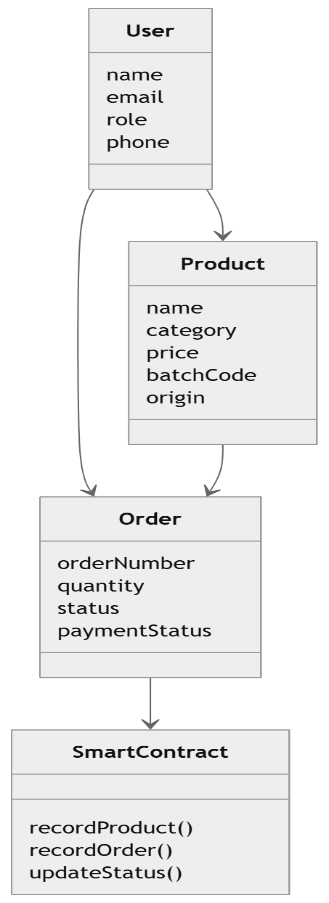 User
name
email
role
phone
Product
name
category
price
batchCode
origin
Order
orderNumber
quantity
status
paymentStatus
SmartContract
recordProduct()
recordOrder()
updateStatus()